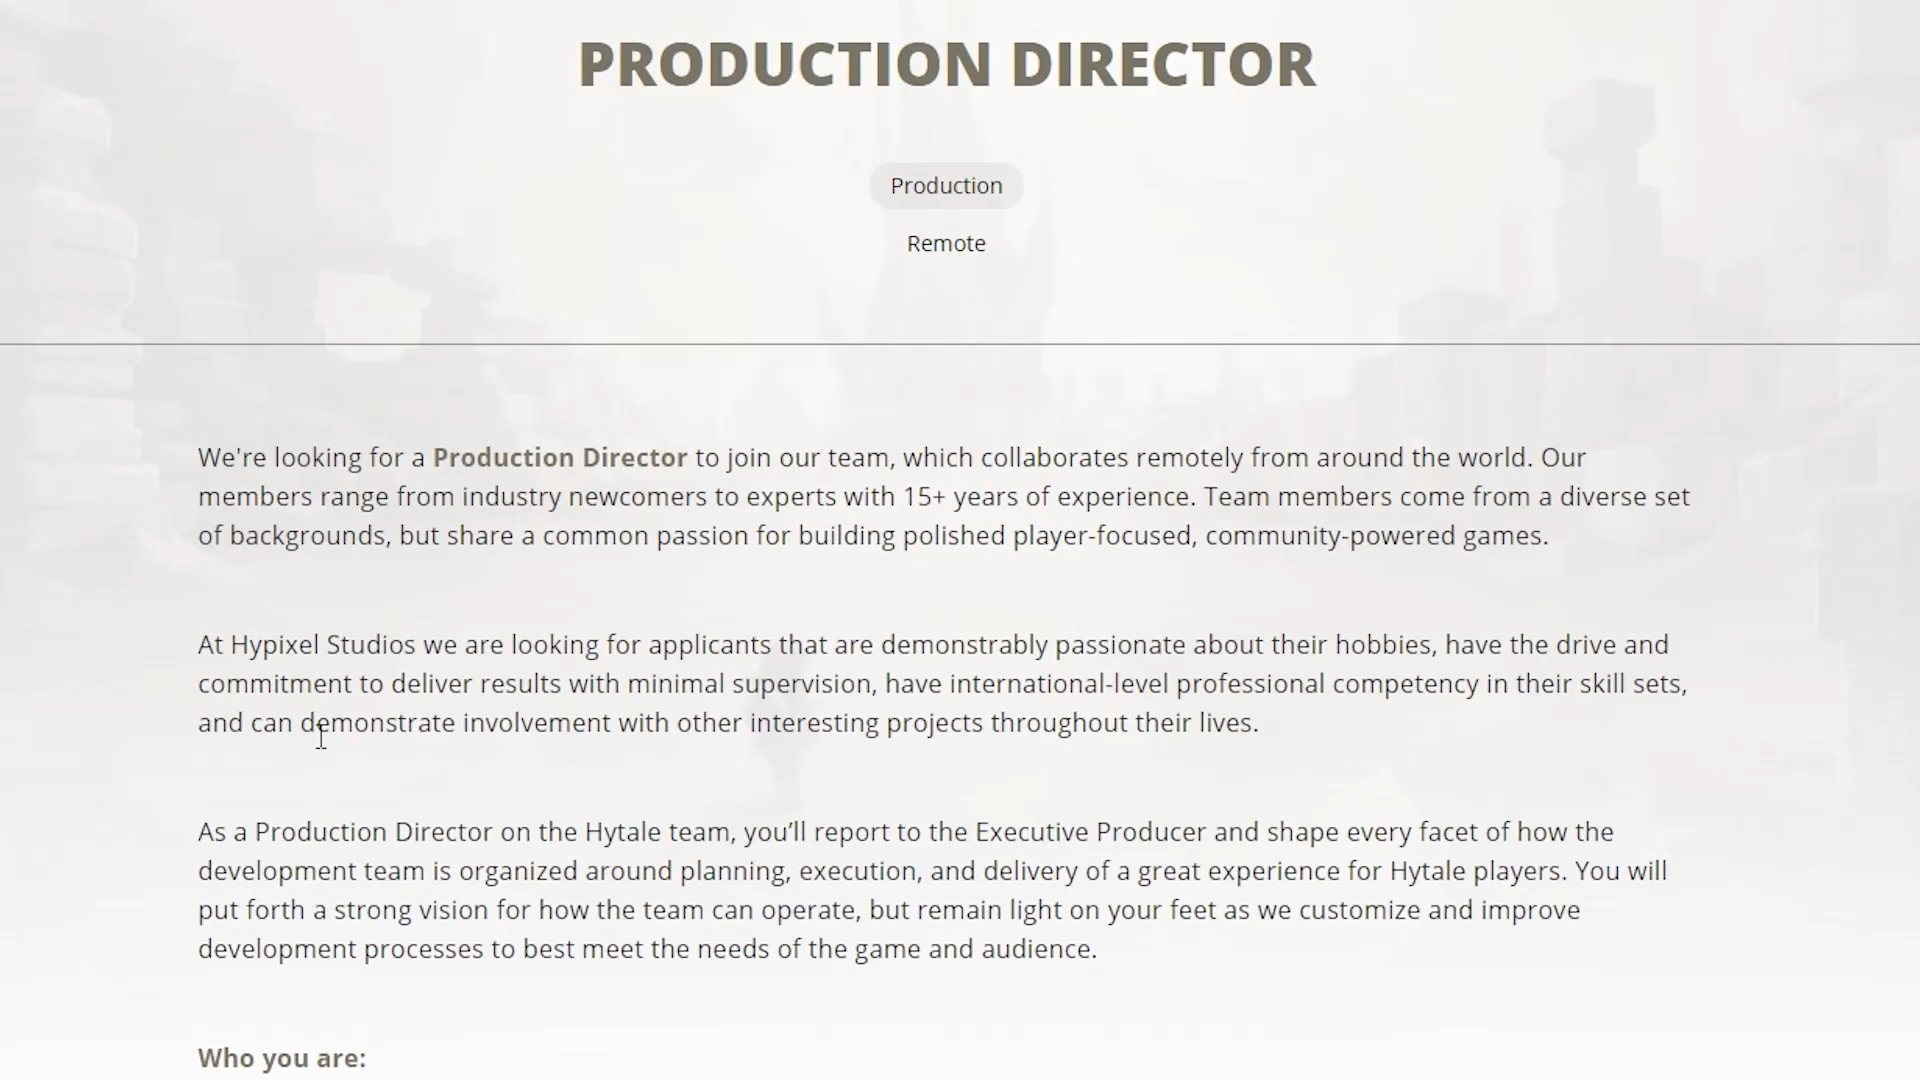 PRODUCTION DIRECTOR
Production
Remote
We're looking for a Production Director to join our team, which collaborates remotely from around the world. Our
members range from industry newcomers to experts with 15+ years of experience. Team members come from a diverse set
of backgrounds, but share a common passion for building polished player-focused, community-powered games.
At Hypixel Studios we are looking for applicants that are demonstrably passionate about their hobbies, have the drive and
commitment to deliver results with minimal supervision, have international-level professional competency in their skill sets,
and can demonstrate involvement with other interesting projects throughout their lives.
As a Production Director on the Hytale team, you’ll report to the Executive Producer and shape every facet of how the
development team is organized around planning, execution, and delivery of a great experience for Hytale players. You will
put forth a strong vision for how the team can operate, but remain light on your feet as we customize and improve
development processes to best meet the needs of the game and audience.
Who you are: